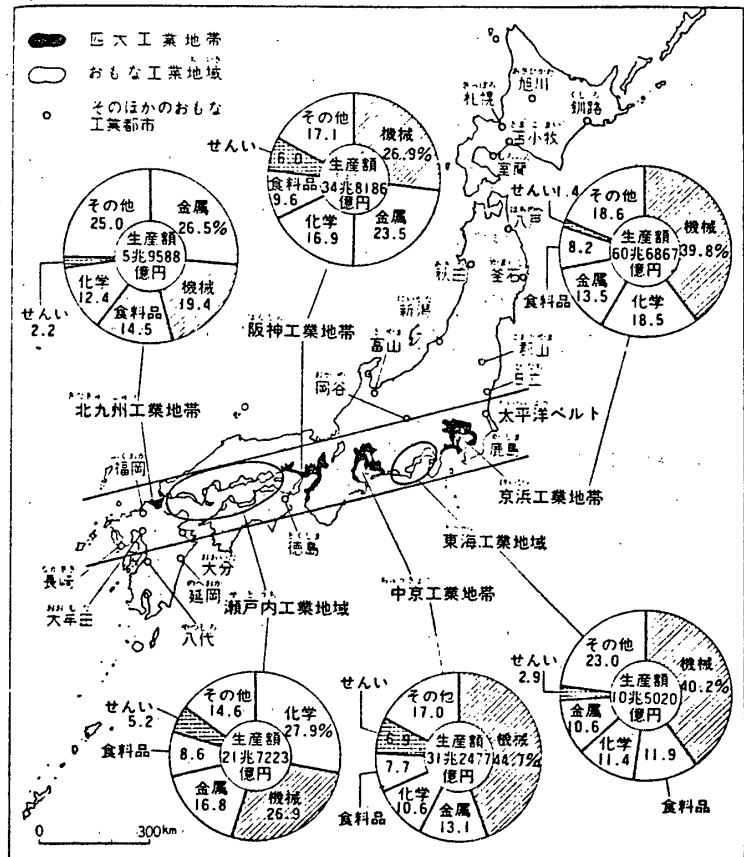 四大工業地帯
おもな工業地域
そのほかのおもな
工業都市
せんい
その他
17.1
機械
26.9%
6.0
食料品
9.6
生産額
34兆8186
億円
化学
16.9
金属
23.5
その他
25.0
金属
26.5%
生産額
5兆9588
億円
化学
12.4
機械
19.4
せんい
2.2
食料品
14.5
せんい1.4
その他
18.6
機械
39.8%
8.2
生産額
60兆6867
億円
食料品
金属
13.5
化学
18.5
旭川
札幌
釧路
苫小牧
室蘭
八戸
秋田
釜石
新潟
富山
郡山
日立
岡谷
鹿島
太平洋ベルト
阪神工業地帯
北九州工業地帯
福岡
京浜工業地帯
東海工業地域
中京工業地帯
瀬戸内工業地域
徳島
大分
延岡
長崎
大牟田
八代
せんい
5.2
その他
14.6
化学
27.9%
食料品
8.6
生産額
21兆7223
億円
金属
16.8
機械
26.9
せんい
その他
17.0
機械
44.7%
6.9
7.7
生産額
31兆2477
億円
食料品
化学
10.6
金属
13.1
せんい
2.9
その他
23.0
機械
40.2%
生産額
10兆5020
億円
金属
10.6
化学
11.4
11.9
食料品
0
300km